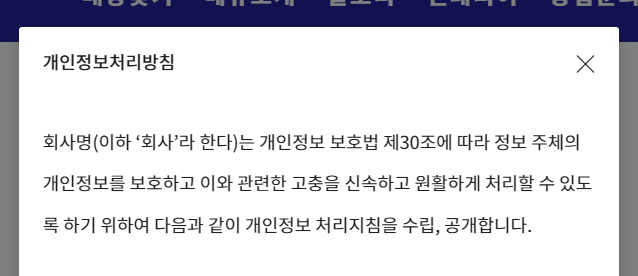 개인정보처리방침
회사명(이하 ‘회사’라 한다)는 개인정보 보호법 제30조에 따라 정보 주체의
개인정보를 보호하고 이와 관련한 고충을 신속하고 원활하게 처리할 수 있도
록 하기 위하여 다음과 같이 개인정보 처리지침을 수립, 공개합니다.